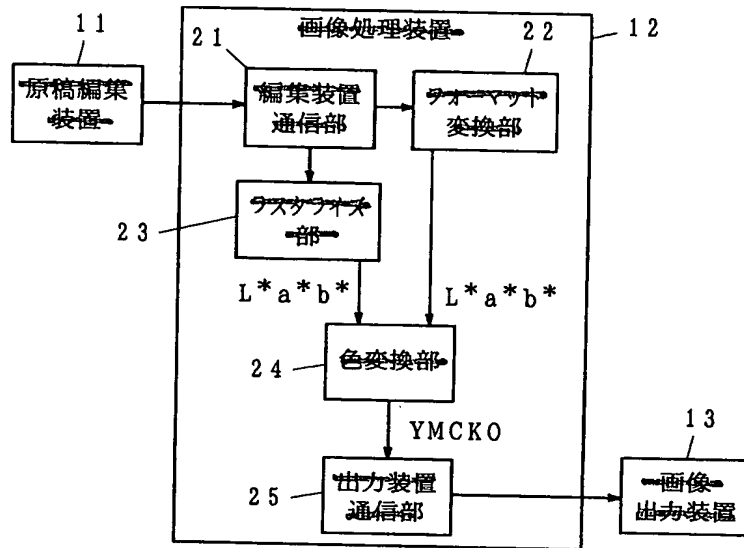 11
原稿編集
装置
画像処理装置
12
21
編集装置
通信部
22
フォーマット
変換部
23
ラスタライズ
部
L*a*b*
L*a*b*
24
色変換部
YMCKO
25
出力装置
通信部
13
画像
出力装置